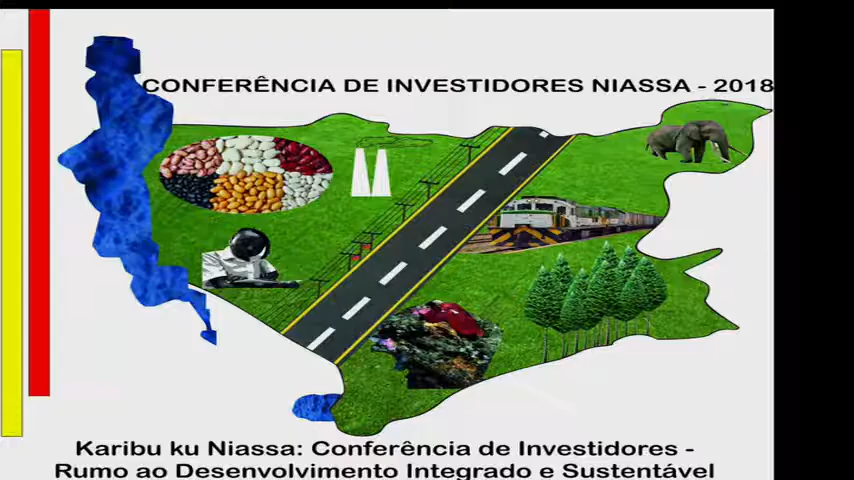 CONFERÊNCIA DE INVESTIDORES NIASSA - 2018
Karibu ku Niassa: Conferência de Investidores -
Rumo ao Desenvolvimento Integrado e Sustentável